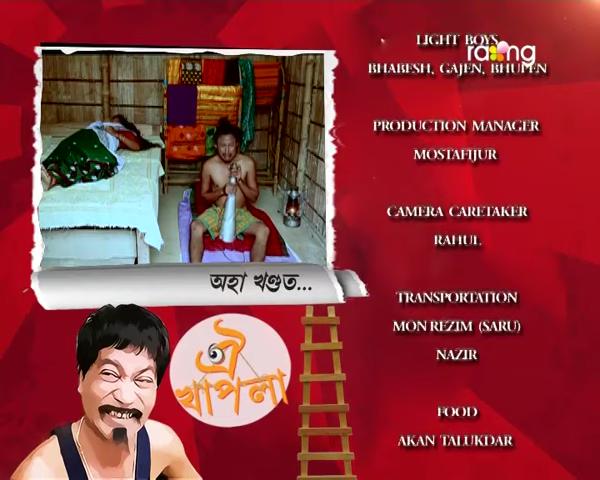 LIGHT BOYS
rang
BHABESH, GAJEN, BHUPEN
PRODUCTION MANAGER
MOSTAFIJUR
CAMERA CARETAKER
RAHUL
TRANSPORTATION
MON REZIM (SARU)
NAZIR
FOOD
AKAN TALUKDAR
অহা খণ্ডত...
ঐ
খাপলা